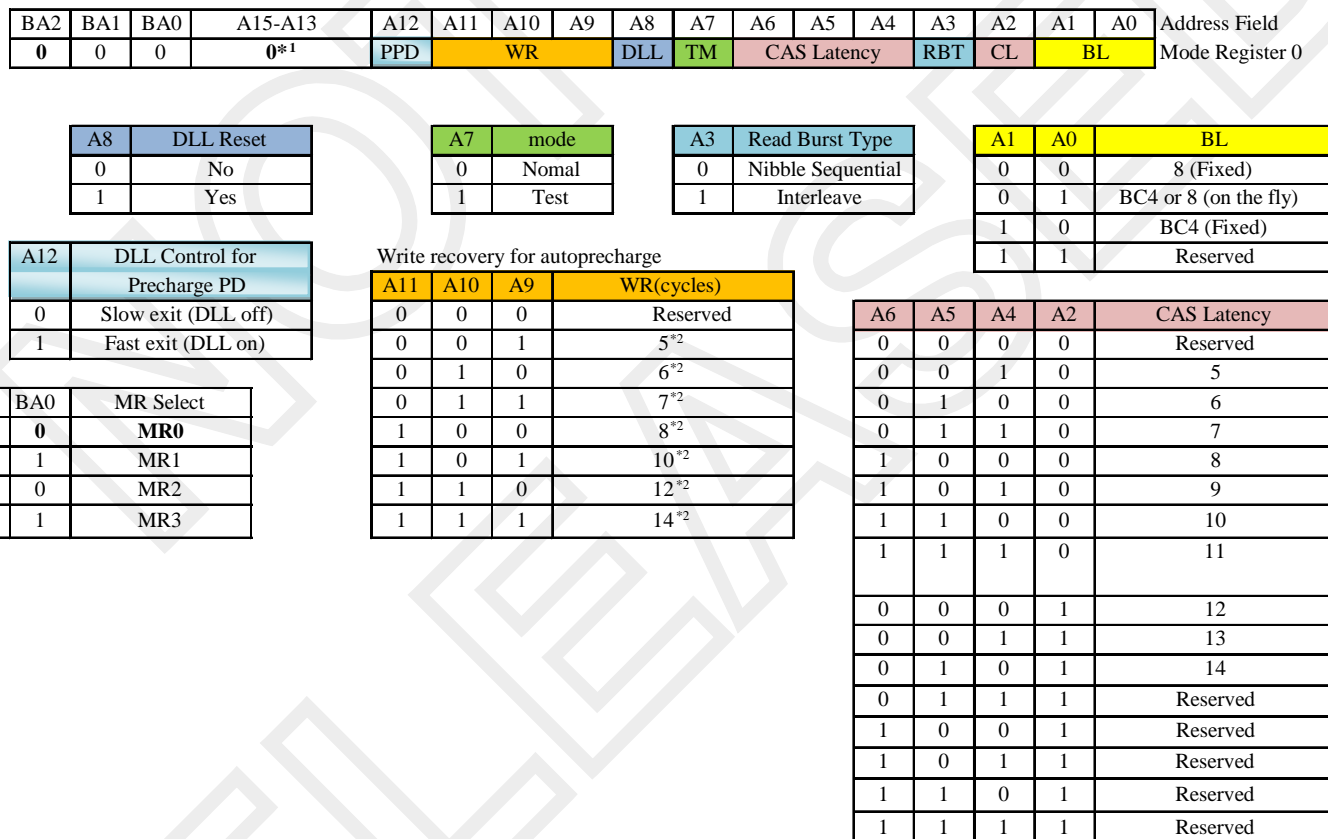 BA2 BA1 BA0 A15-A13 A12 A11 A10 A9 A8 A7 A6 A5 A4 A3 A2 A1 A0 Address Field
0 0 0 0*1 PPD WR DLL TM CAS Latency RBT CL BL Mode Register 0
A8 DLL Reset
0 No
1 Yes
A7 mode
0 Nomal
1 Test
A3 Read Burst Type
0 Nibble Sequential
1 Interleave
A1 A0 BL
0 0 8 (Fixed)
0 1 BC4 or 8 (on the fly)
1 0 BC4 (Fixed)
1 1 Reserved
A12 DLL Control for
Precharge PD
0 Slow exit (DLL off)
1 Fast exit (DLL on)
Write recovery for autoprecharge
A11 A10 A9 WR(cycles)
0 0 0 Reserved
0 0 1 5*2
0 1 0 6*2
0 1 1 7*2
1 0 0 8*2
1 0 1 10*2
1 1 0 12*2
1 1 1 14*2
BA0 MR Select
0 MR0
1 MR1
0 MR2
1 MR3
A6 A5 A4 A2 CAS Latency
0 0 0 0 Reserved
0 0 1 0 5
0 1 0 0 6
0 1 1 0 7
1 0 0 0 8
1 0 1 0 9
1 1 0 0 10
1 1 1 0 11
0 0 0 1 12
0 0 1 1 13
0 1 0 1 14
0 1 1 1 Reserved
1 0 0 1 Reserved
1 0 1 1 Reserved
1 1 0 1 Reserved
1 1 1 1 Reserved